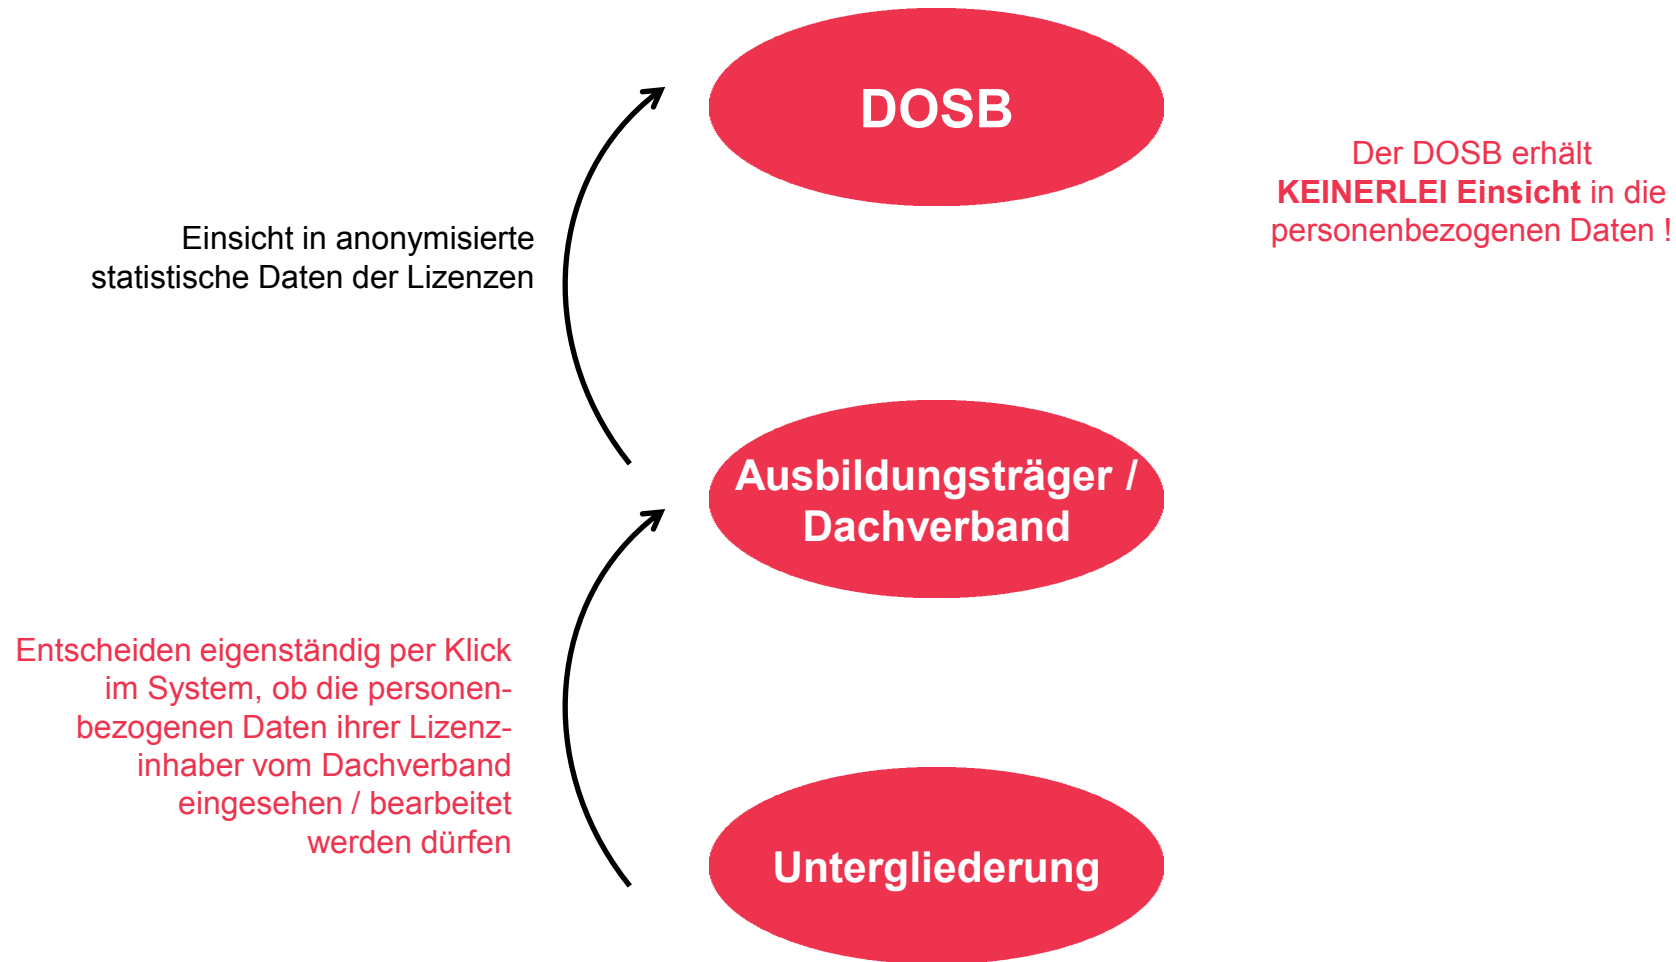 DOSB
Der DOSB erhält
KEINERLEI Einsicht in die
personenbezogenen Daten !
Einsicht in anonymisierte
statistische Daten der Lizenzen
Ausbildungsträger /
Dachverband
Entscheiden eigenständig per Klick
im System, ob die personen-
bezogenen Daten ihrer Lizenz-
inhaber vom Dachverband
eingesehen / bearbeitet
werden dürfen
Untergliederung